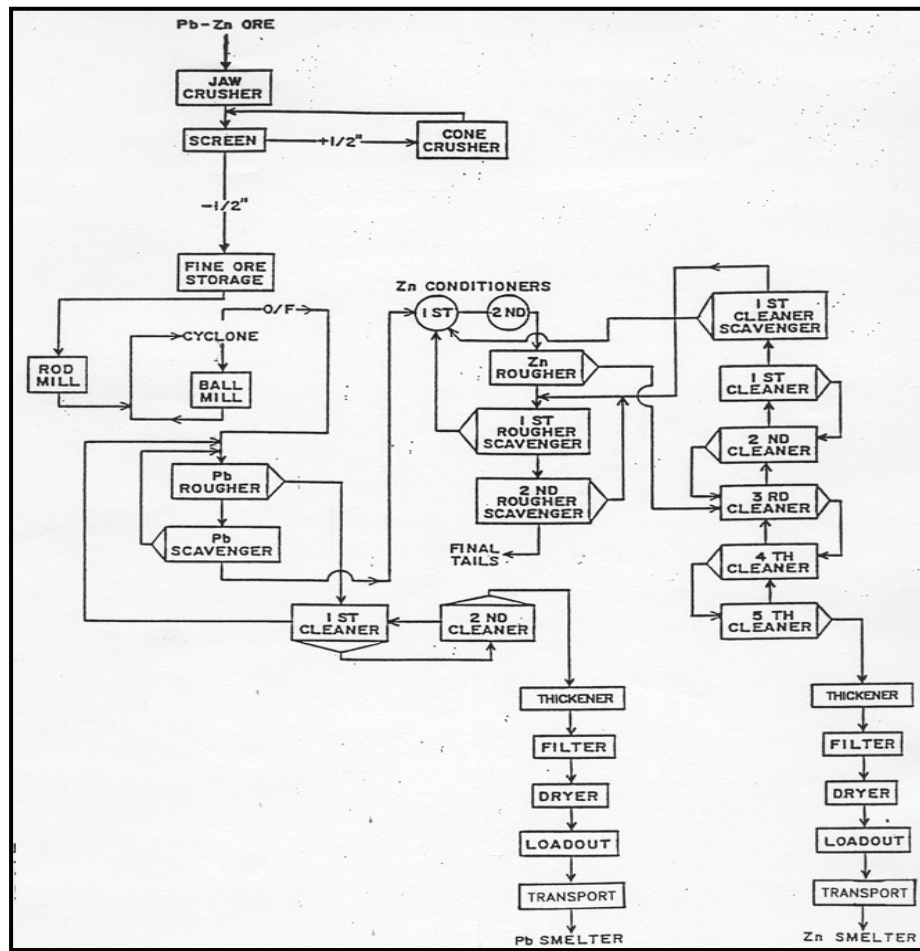 Pb-Zn ORE
JAW
CRUSHER
SCREEN
+1/2"
CONE
CRUSHER
-1/2"
FINE ORE
STORAGE
O/F
CYCLONE
ROD
MILL
BALL
MILL
Pb
ROUGHER
Pb
SCAVENGER
1 ST
CLEANER
2 ND
CLEANER
THICKENER
FILTER
DRYER
LOADOUT
TRANSPORT
Pb SMELTER
Zn CONDITIONERS
1 ST
2 ND
Zn
ROUGHER
1 ST
ROUGHER
SCAVENGER
2 ND
ROUGHER
SCAVENGER
FINAL
TAILS
1 ST
CLEANER
SCAVENGER
1 ST
CLEANER
2 ND
CLEANER
3 RD
CLEANER
4 TH
CLEANER
5 TH
CLEANER
THICKENER
FILTER
DRYER
LOADOUT
TRANSPORT
Zn SMELTER